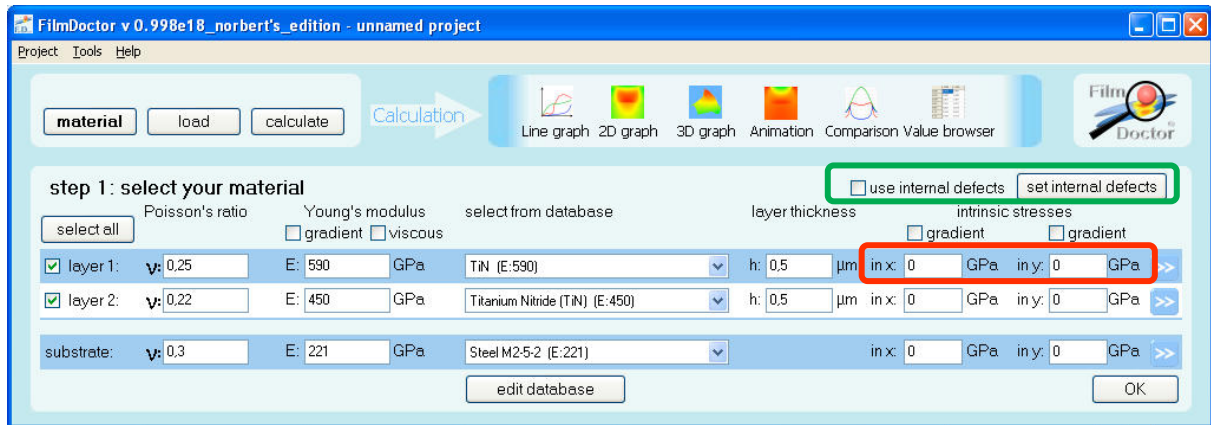 FilmDoctor v 0.998e18_norbert's_edition - unnamed project
Project Tools Help
material load calculate Calculation Line graph 2D graph 3D graph Animation Comparison Value browser Film Doctor
step 1: select your material use internal defects set internal defects
select all Poisson's ratio Young's modulus select from database layer thickness intrinsic stresses
gradient viscous gradient gradient
layer 1: ν: 0,25 E: 590 GPa TiN (E:590) h: 0,5 µm in x: 0 GPa in y: 0 GPa >>
layer 2: ν: 0,22 E: 450 GPa Titanium Nitride (TiN) (E:450) h: 0,5 µm in x: 0 GPa in y: 0 GPa >>
substrate: ν: 0,3 E: 221 GPa Steel M2-5-2 (E:221) in x: 0 GPa in y: 0 GPa >>
edit database OK